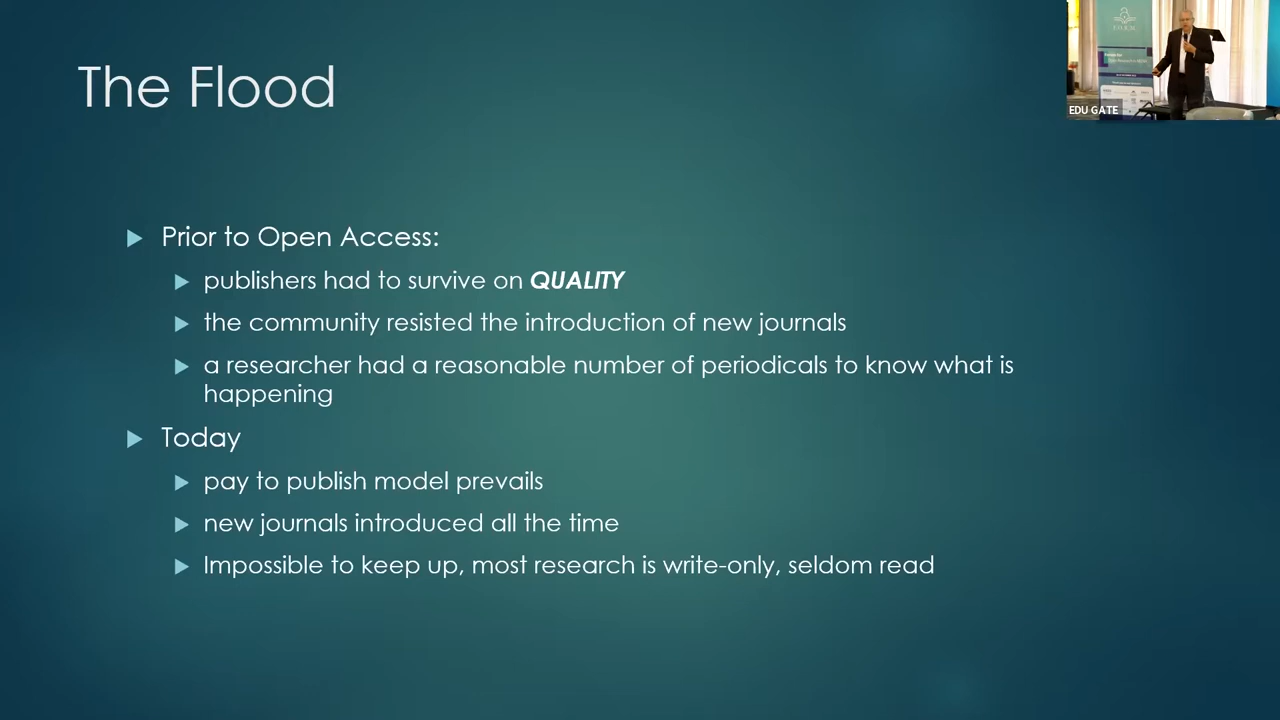 The Flood
EDU GATE
Prior to Open Access:
publishers had to survive on QUALITY
the community resisted the introduction of new journals
a researcher had a reasonable number of periodicals to know what is
happening
Today
pay to publish model prevails
new journals introduced all the time
Impossible to keep up, most research is write-only, seldom read